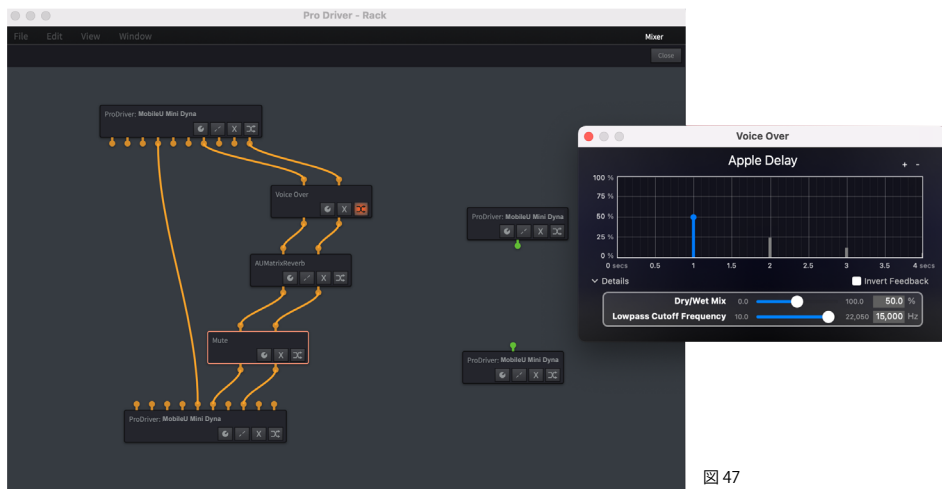 Pro Driver - Rack
File Edit View Window
Mixer
Close
ProDriver: MobileU Mini Dyna
X
Voice Over
X
AUMatrixReverb
X
Mute
X
ProDriver: MobileU Mini Dyna
X
ProDriver: MobileU Mini Dyna
X
ProDriver: MobileU Mini Dyna
X
Voice Over
Apple Delay
+ -
100 %
75 %
50 %
25 %
0 %
0 secs 0.5 1 1.5 2 2.5 3 3.5 4 secs
Details
Invert Feedback
Dry/Wet Mix 0.0 100.0 50.0 %
Lowpass Cutoff Frequency 10.0 22,050 15,000 Hz
図 47